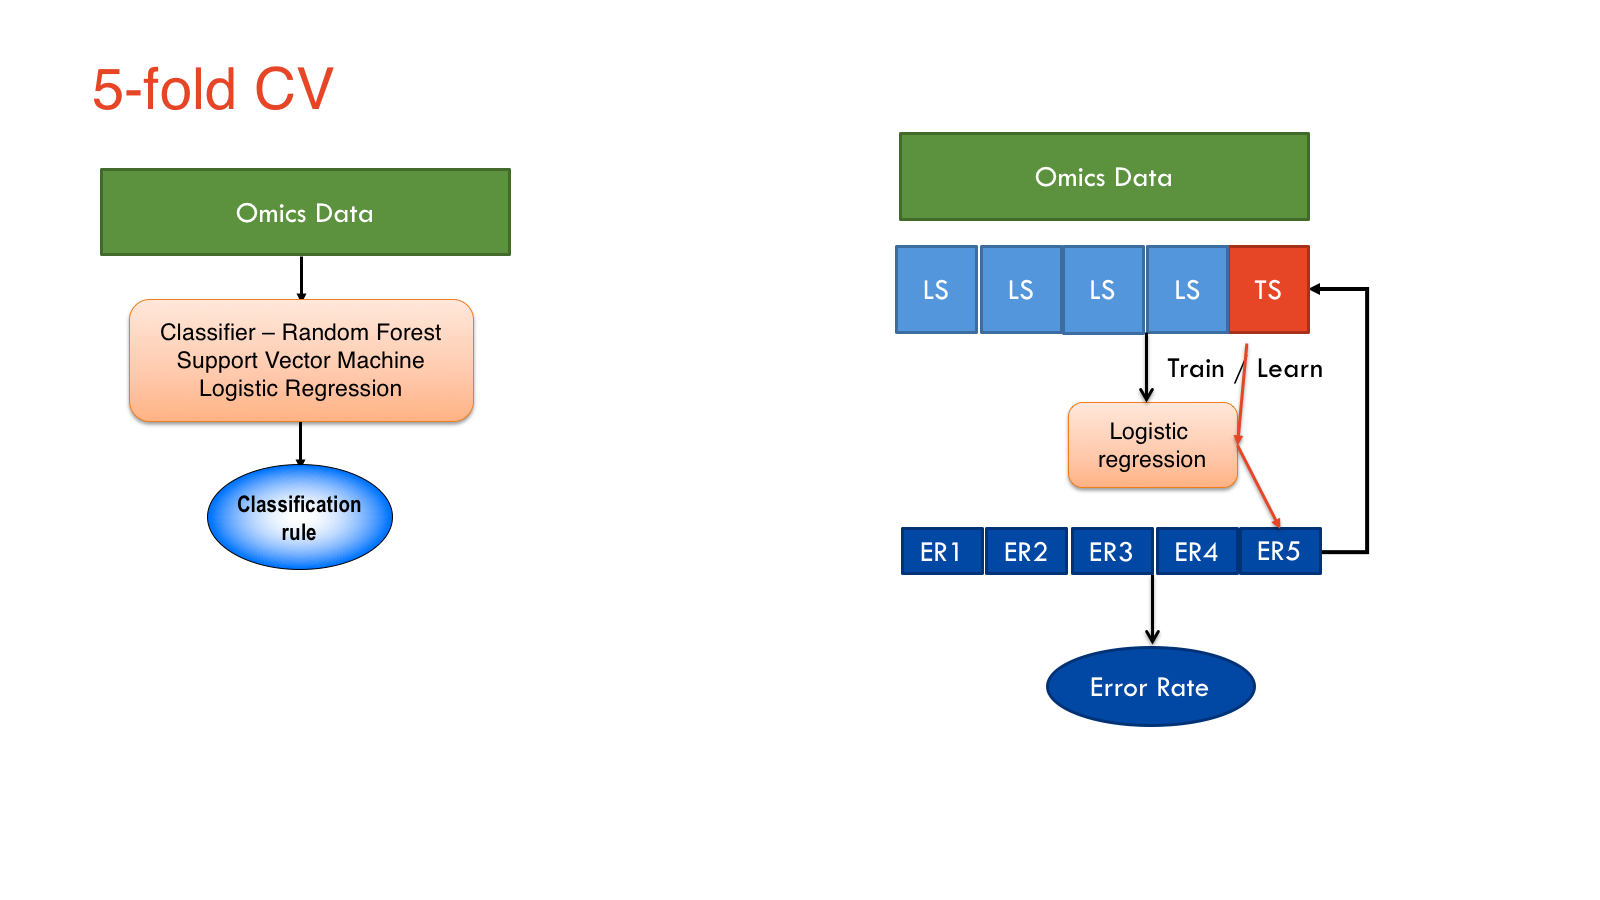 5-fold CV
Omics Data
Classifier – Random Forest
Support Vector Machine
Logistic Regression
Classification
rule
Omics Data
LS LS LS LS TS
Train / Learn
Logistic
regression
ER1 ER2 ER3 ER4 ER5
Error Rate